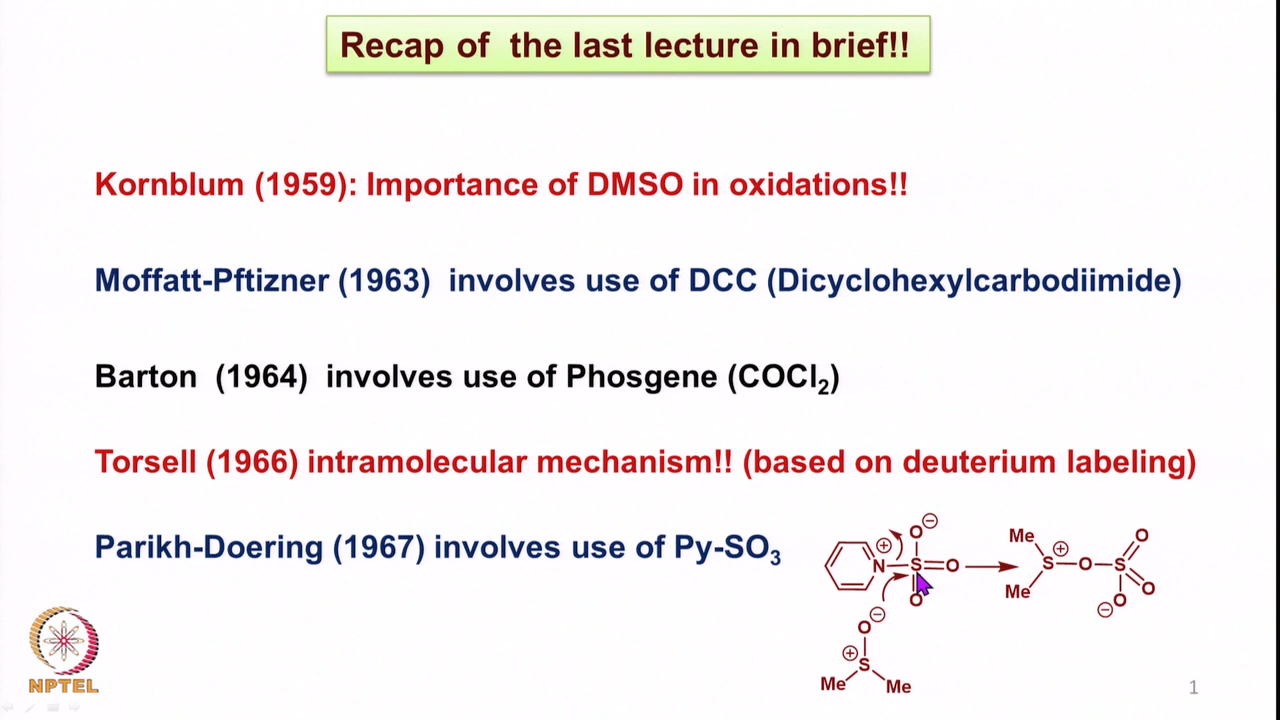 Recap of the last lecture in brief!!
Kornblum (1959): Importance of DMSO in oxidations!!
Moffatt-Pftizner (1963) involves use of DCC (Dicyclohexylcarbodiimide)
Barton (1964) involves use of Phosgene (COCl₂)
Torsell (1966) intramolecular mechanism!! (based on deuterium labeling)
Parikh-Doering (1967) involves use of Py-SO₃
O⊖
⊕
N–S=O
O
O⊖
⊕
S
Me Me
Me
⊕
S–O–S
Me
O
O
⊖O
NPTEL
1